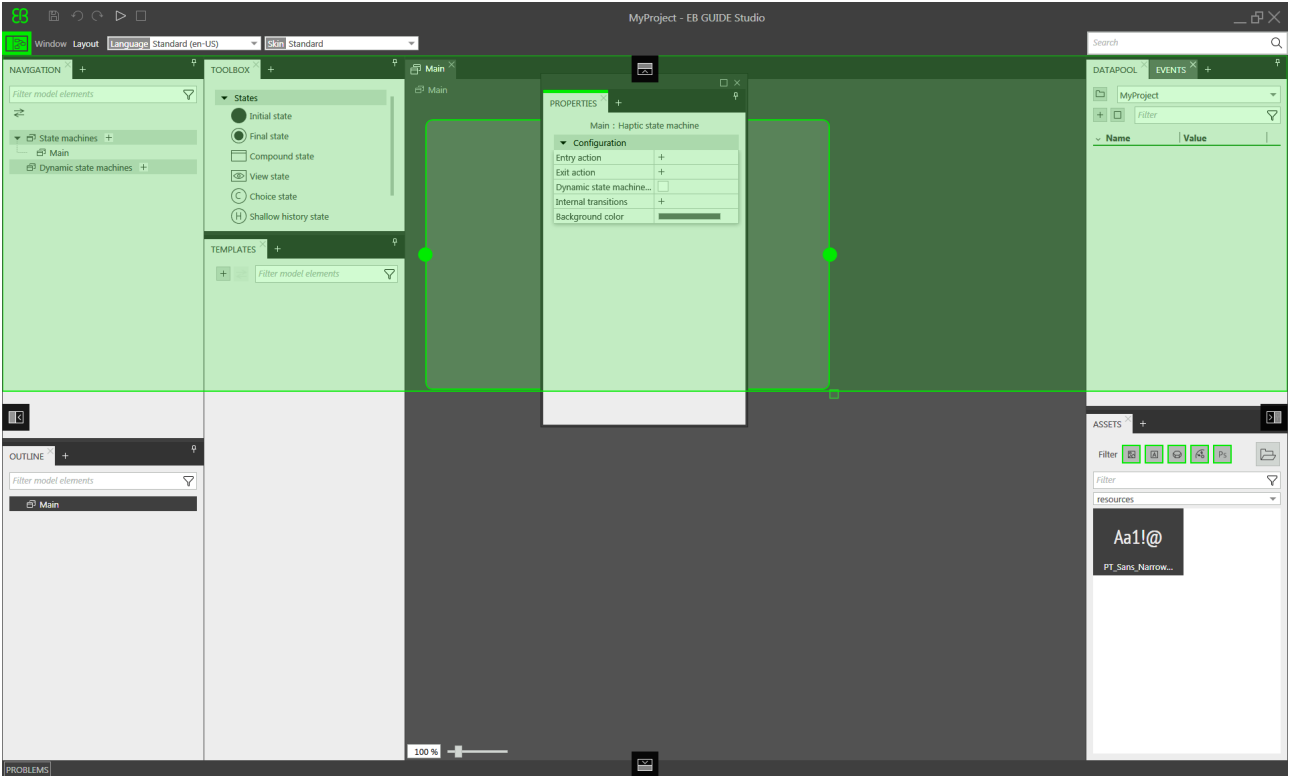 EB
MyProject - EB GUIDE Studio
Window Layout Language Standard (en-US) Skin Standard
Search
NAVIGATION
Filter model elements
State machines
Main
Dynamic state machines
TOOLBOX
States
Initial state
Final state
Compound state
View state
C Choice state
H Shallow history state
TEMPLATES
Filter model elements
Main
Main
PROPERTIES
Main : Haptic state machine
Configuration
Entry action
Exit action
Dynamic state machine...
Internal transitions
Background color
DATAPOOL EVENTS
MyProject
Filter
Name Value
OUTLINE
Filter model elements
Main
ASSETS
Filter A Ps
Filter
resources
Aa1!@
PT_Sans_Narrow...
100 %
PROBLEMS